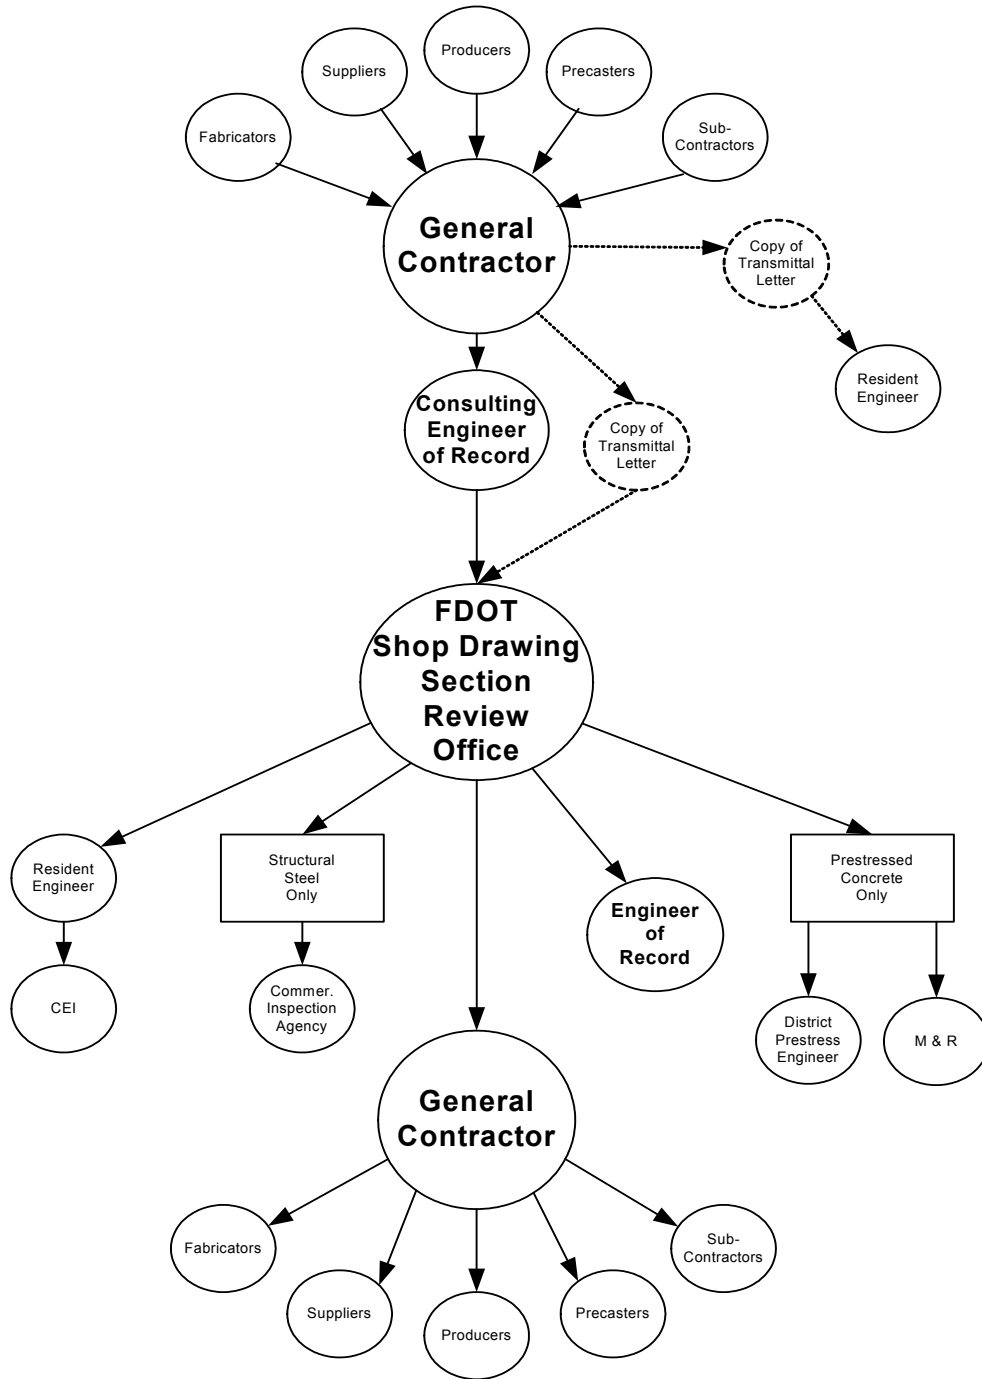 Producers
Suppliers
Precasters
Fabricators
Sub-
Contractors
General
Contractor
Copy of
Transmittal
Letter
Resident
Engineer
Consulting
Engineer
of Record
Copy of
Transmittal
Letter
FDOT
Shop Drawing
Section
Review
Office
Resident
Engineer
Structural
Steel
Only
Engineer
of
Record
Prestressed
Concrete
Only
CEI
Commer.
Inspection
Agency
District
Prestress
Engineer
M & R
General
Contractor
Fabricators
Sub-
Contractors
Suppliers
Producers
Precasters